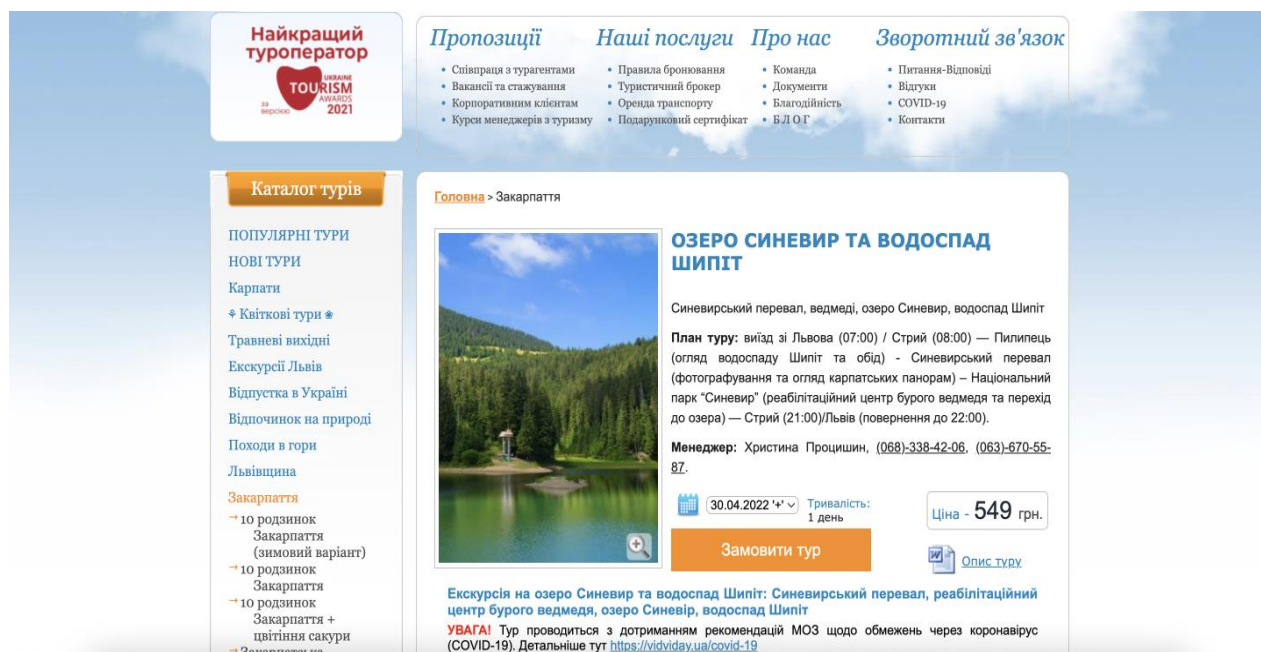 Найкращий
туроператор
UKRAINE
TOURISM
AWARDS
за
версією
2021
Пропозиції
Співпраця з турагентами
Вакансії та стажування
Корпоративним клієнтам
Курси менеджерів з туризму
Наші послуги
Правила бронювання
Туристичний брокер
Оренда транспорту
Подарунковий сертифікат
Про нас
Команда
Документи
Благодійність
Б Л О Г
Зворотний зв'язок
Питання-Відповіді
Відгуки
COVID-19
Контакти
Каталог турів
ПОПУЛЯРНІ ТУРИ
НОВІ ТУРИ
Карпати
⚘ Квіткові тури ❀
Травневі вихідні
Екскурсії Львів
Відпустка в Україні
Відпочинок на природі
Походи в гори
Львівщина
Закарпаття
→10 родзинок
Закарпаття
(зимовий варіант)
→10 родзинок
Закарпаття
→10 родзинок
Закарпаття +
цвітіння сакури
Головна > Закарпаття
ОЗЕРО СИНЕВИР ТА ВОДОСПАД
ШИПІТ
Синевирський перевал, ведмеді, озеро Синевир, водоспад Шипіт
План туру: виїзд зі Львова (07:00) / Стрий (08:00) — Пилипець
(огляд водоспаду Шипіт та обід) - Синевирський перевал
(фотографування та огляд карпатських панорам) – Національний
парк “Синевир” (реабілітаційний центр бурого ведмедя та перехід
до озера) — Стрий (21:00)/Львів (повернення до 22:00).
Менеджер: Христина Процишин, (068)-338-42-06, (063)-670-55-
87.
30.04.2022 '+'
Тривалість:
1 день
Ціна - 549 грн.
Замовити тур
Опис туру
Екскурсія на озеро Синевир та водоспад Шипіт: Синевирський перевал, реабілітаційний
центр бурого ведмедя, озеро Синевір, водоспад Шипіт
УВАГА! Тур проводиться з дотриманням рекомендацій МОЗ щодо обмежень через коронавірус
(COVID-19). Детальніше тут https://vidviday.ua/covid-19